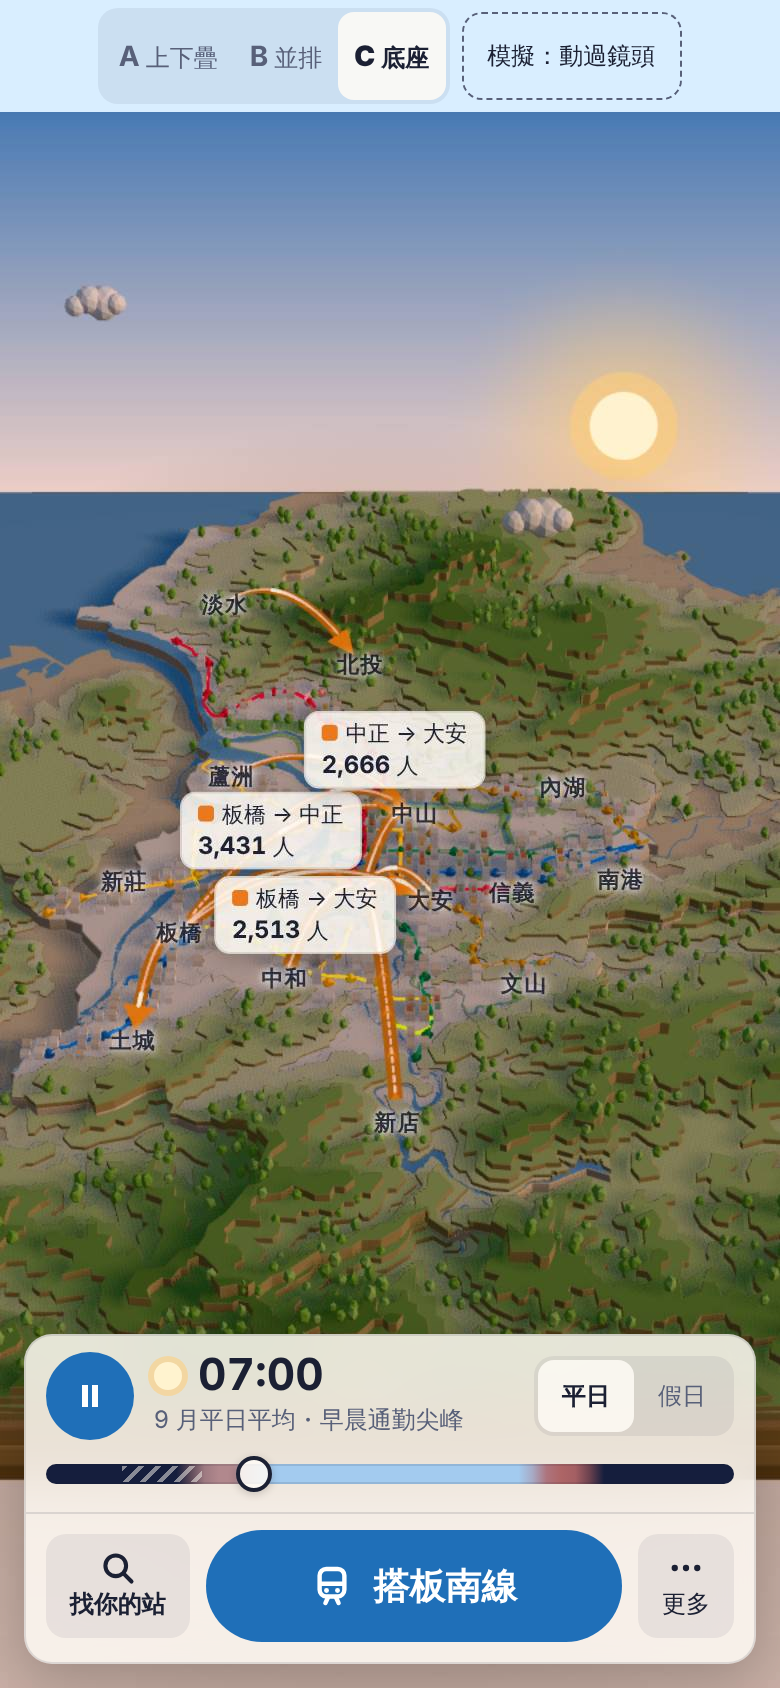 A 上下疊 B 並排 C 底座 模擬：動過鏡頭
淡水
北投
中正 → 大安
2,666 人
蘆洲
內湖
板橋 → 中正
3,431 人
中山
新莊
南港
板橋 → 大安
2,513 人
大安
信義
板橋
中和
文山
土城
新店
07:00
9 月平日平均・早晨通勤尖峰
平日 假日
找你的站
搭板南線
更多